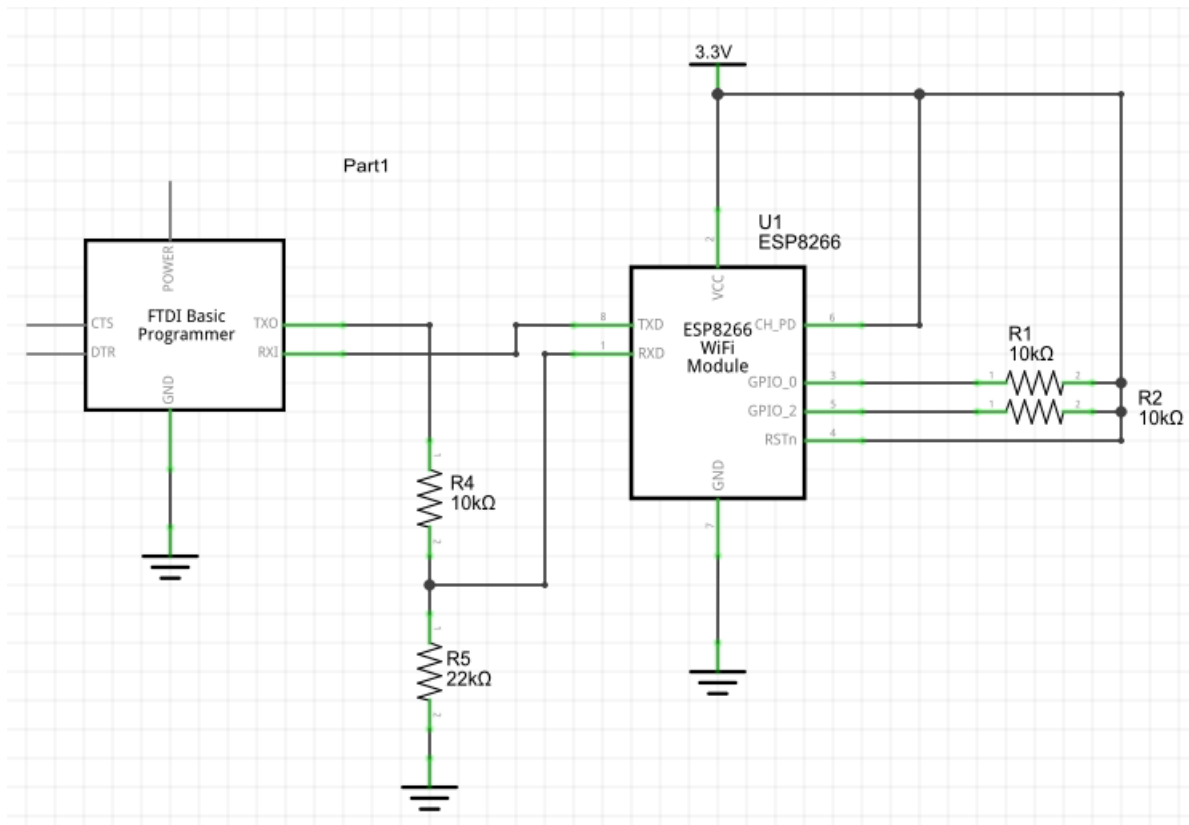 3.3V
Part1
U1
ESP8266
2
VCC
POWER
FTDI Basic
Programmer
CTS
DTR
TXO
RXI
GND
8
TXD
1
RXD
ESP8266
WiFi
Module
CH_PD
6
GPIO_0
3
GPIO_2
5
RSTn
4
GND
7
R1
10kΩ
1
2
1
2
R2
10kΩ
1
R4
10kΩ
2
1
R5
22kΩ
2